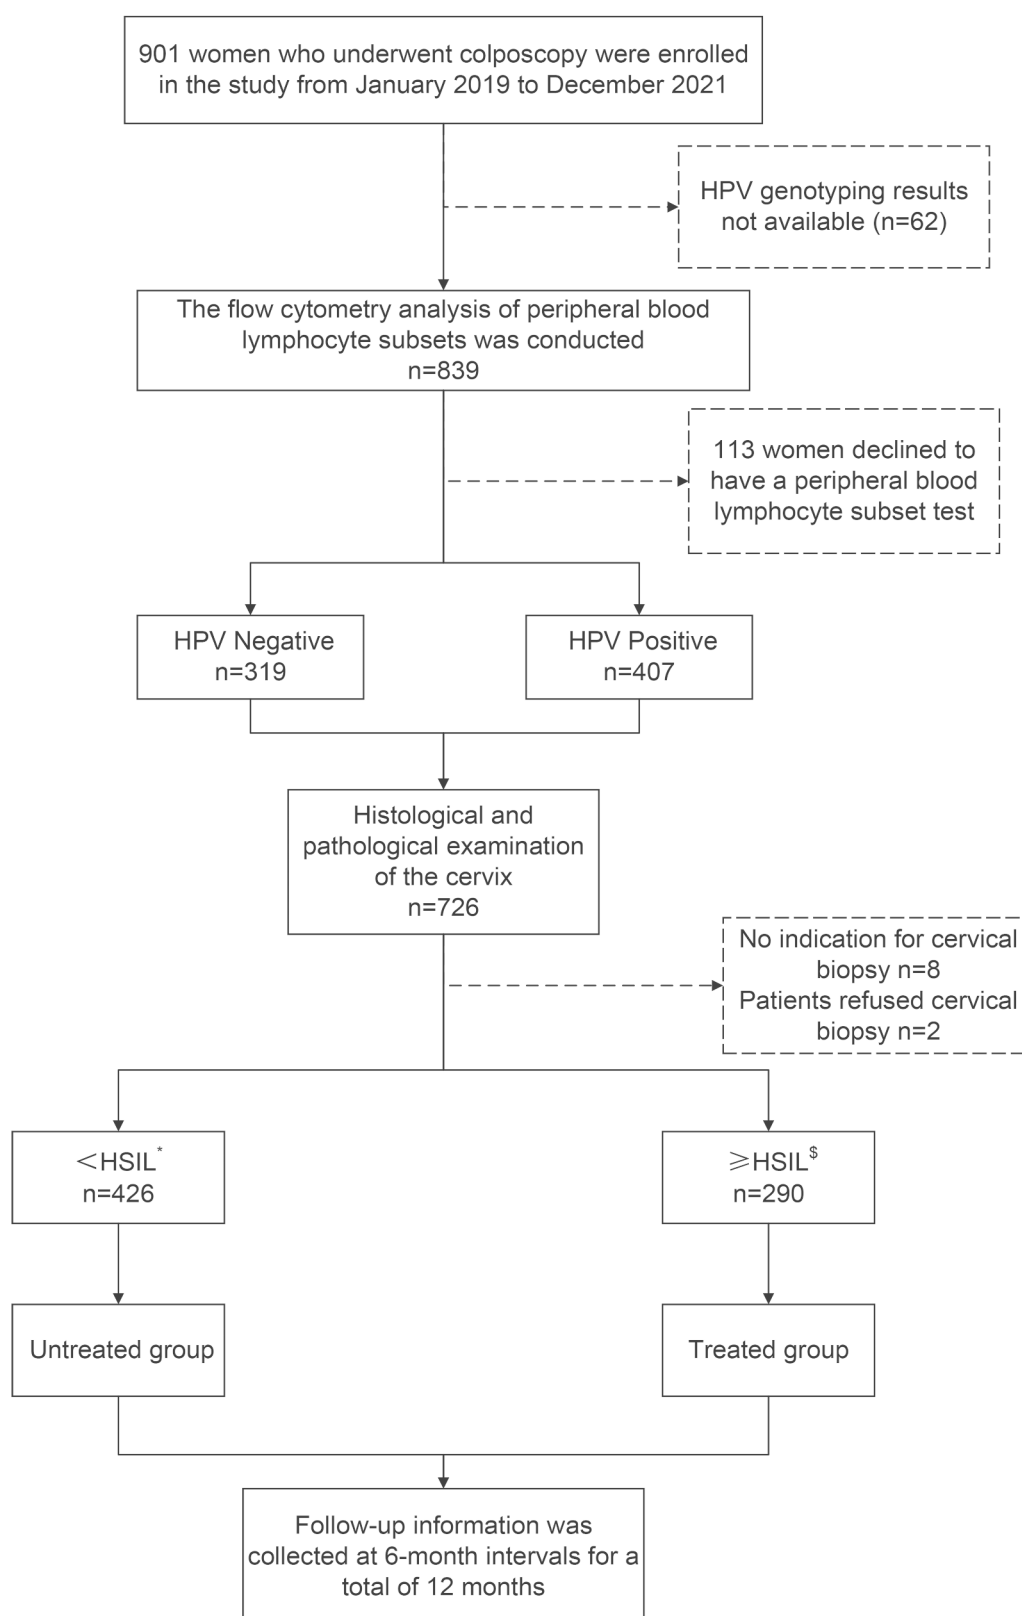 901 women who underwent colposcopy were enrolled
in the study from January 2019 to December 2021
HPV genotyping results
not available (n=62)
The flow cytometry analysis of peripheral blood
lymphocyte subsets was conducted
n=839
113 women declined to
have a peripheral blood
lymphocyte subset test
HPV Negative
n=319
HPV Positive
n=407
Histological and
pathological examination
of the cervix
n=726
No indication for cervical
biopsy n=8
Patients refused cervical
biopsy n=2
<HSIL*
n=426
≥HSIL$
n=290
Untreated group
Treated group
Follow-up information was
collected at 6-month intervals for a
total of 12 months